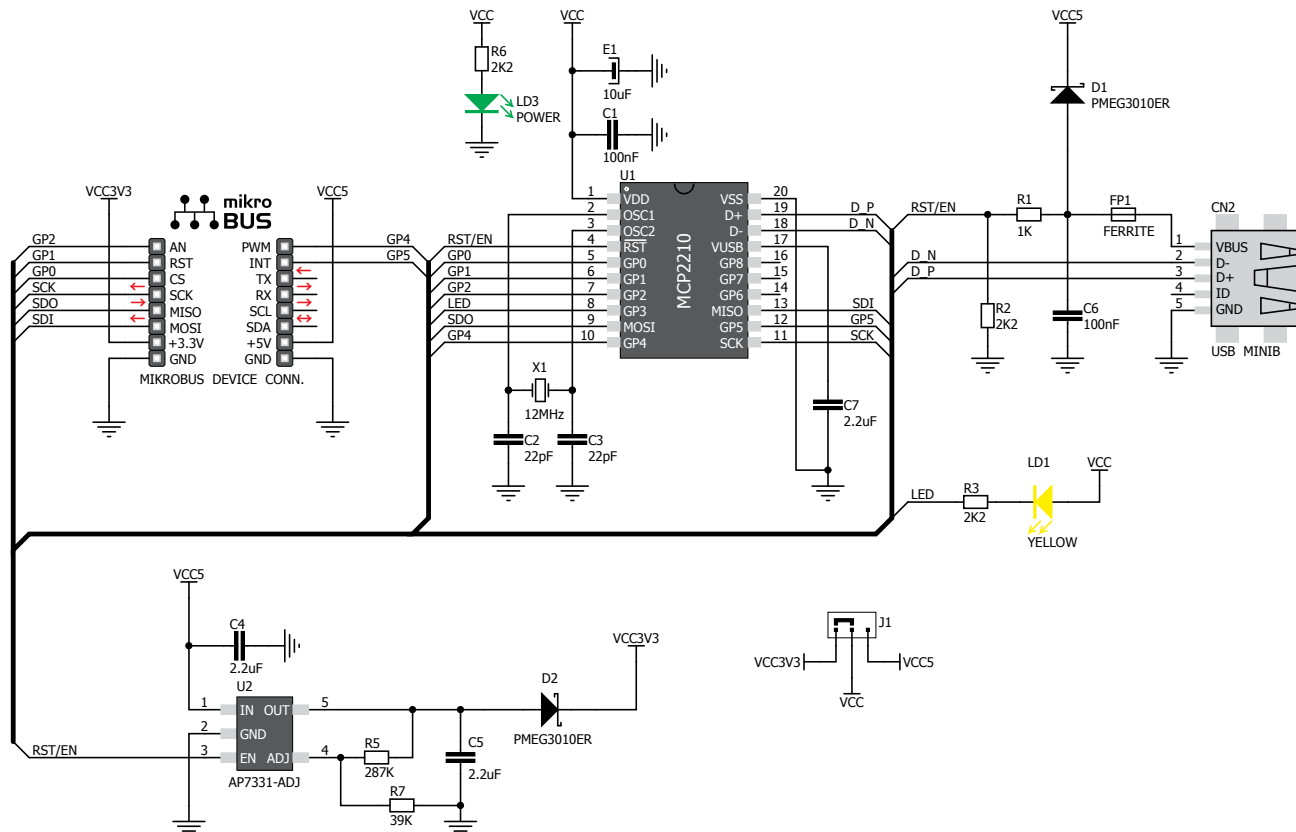 VCC
R6
2K2
LD3
POWER
VCC
E1
10uF
C1
100nF
VCC5
D1
PMEG3010ER
VCC3V3
mikro
BUS
VCC5
GP2 AN PWM GP4
GP1 RST INT GP5
GP0 CS TX
SCK SCK RX
SDO MISO SCL
SDI MOSI SDA
+3.3V +5V
GND GND
MIKROBUS DEVICE CONN.
U1
MCP2210
1 VDD VSS 20
2 OSC1 D+ 19 D_P
3 OSC2 D- 18 D_N
RST/EN 4 RST VUSB 17
GP0 5 GP0 GP8 16
GP1 6 GP1 GP7 15
GP2 7 GP2 GP6 14
LED 8 GP3 MISO 13 SDI
SDO 9 MOSI GP5 12 GP5
GP4 10 GP4 SCK 11 SCK
X1
12MHz
C2
22pF
C3
22pF
C7
2.2uF
RST/EN
R1
1K
FP1
FERRITE
R2
2K2
C6
100nF
CN2
1 VBUS
D_N 2 D-
D_P 3 D+
4 ID
5 GND
USB MINIB
LED
R3
2K2
LD1
YELLOW
VCC
VCC5
C4
2.2uF
U2
1 IN OUT 5
2 GND
RST/EN 3 EN ADJ 4
AP7331-ADJ
R5
287K
R7
39K
C5
2.2uF
D2
PMEG3010ER
VCC3V3
J1
VCC3V3 VCC5
VCC